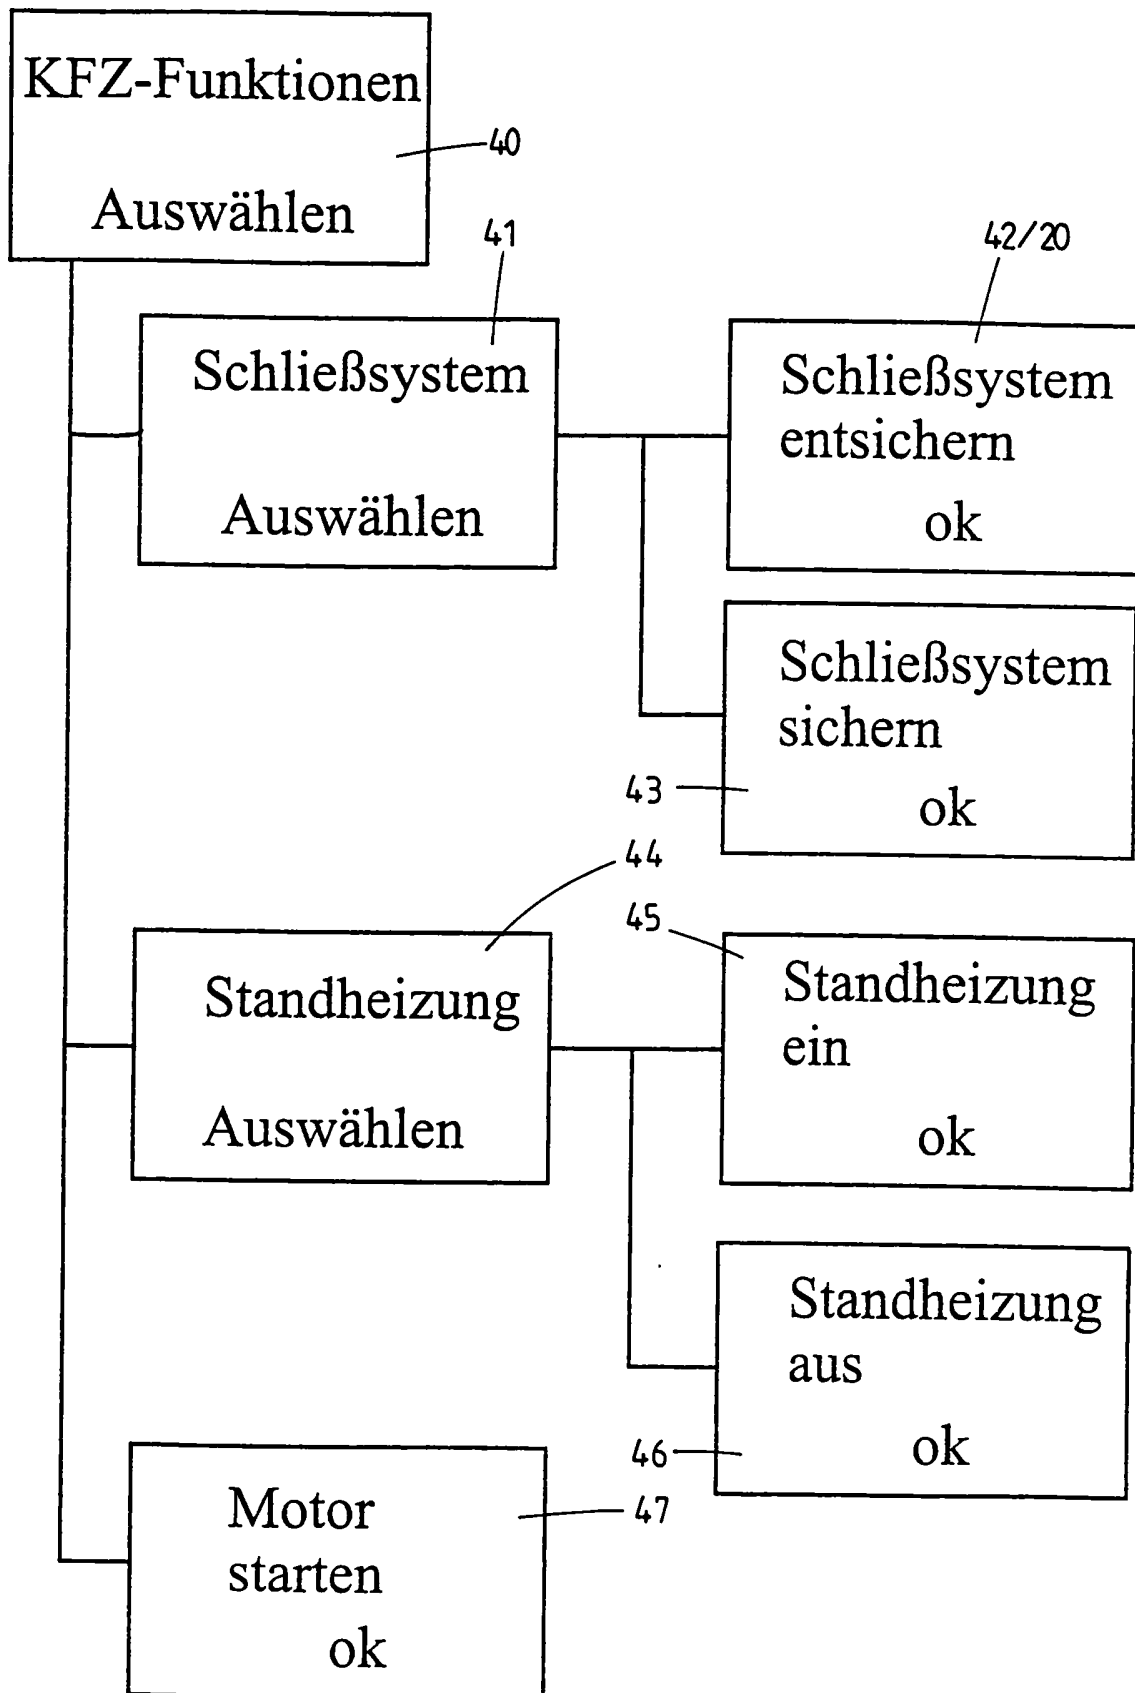 KFZ-Funktionen
40
Auswählen
41
42/20
Schließsystem
Auswählen
Schließsystem
entsichern
ok
Schließsystem
sichern
43
ok
44
45
Standheizung
Auswählen
Standheizung
ein
ok
Standheizung
aus
46
ok
47
Motor
starten
ok